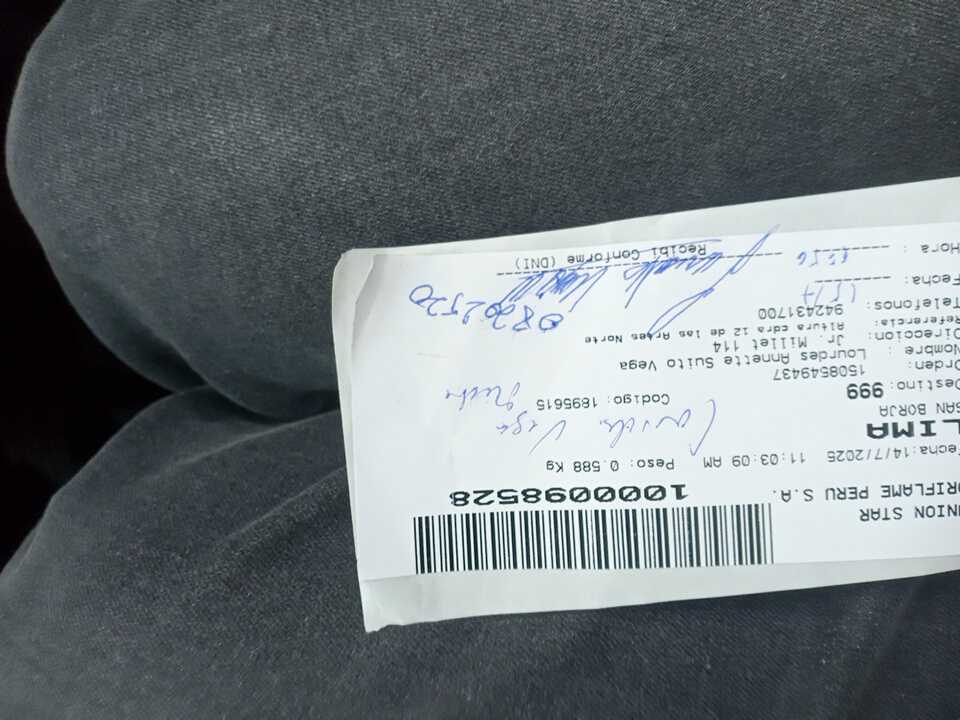 UNION STAR
ORIFLAME PERU S.A.
1000098528
Fecha:14/7/2025 11:03:09 AM Peso: 0.588 Kg
LIMA
SAN BORJA
Destino: 999 Codigo: 1895615
Orden: 1508549437
Nombre : Lourdes Annette Suito Vega
Direccion: Jr. Millet 114
Referencia: Altura cdra 12 de las Artes Norte
Telefonos: 942431700
Fecha:
Hora :
Recibi Conforme (DNI)
Vega